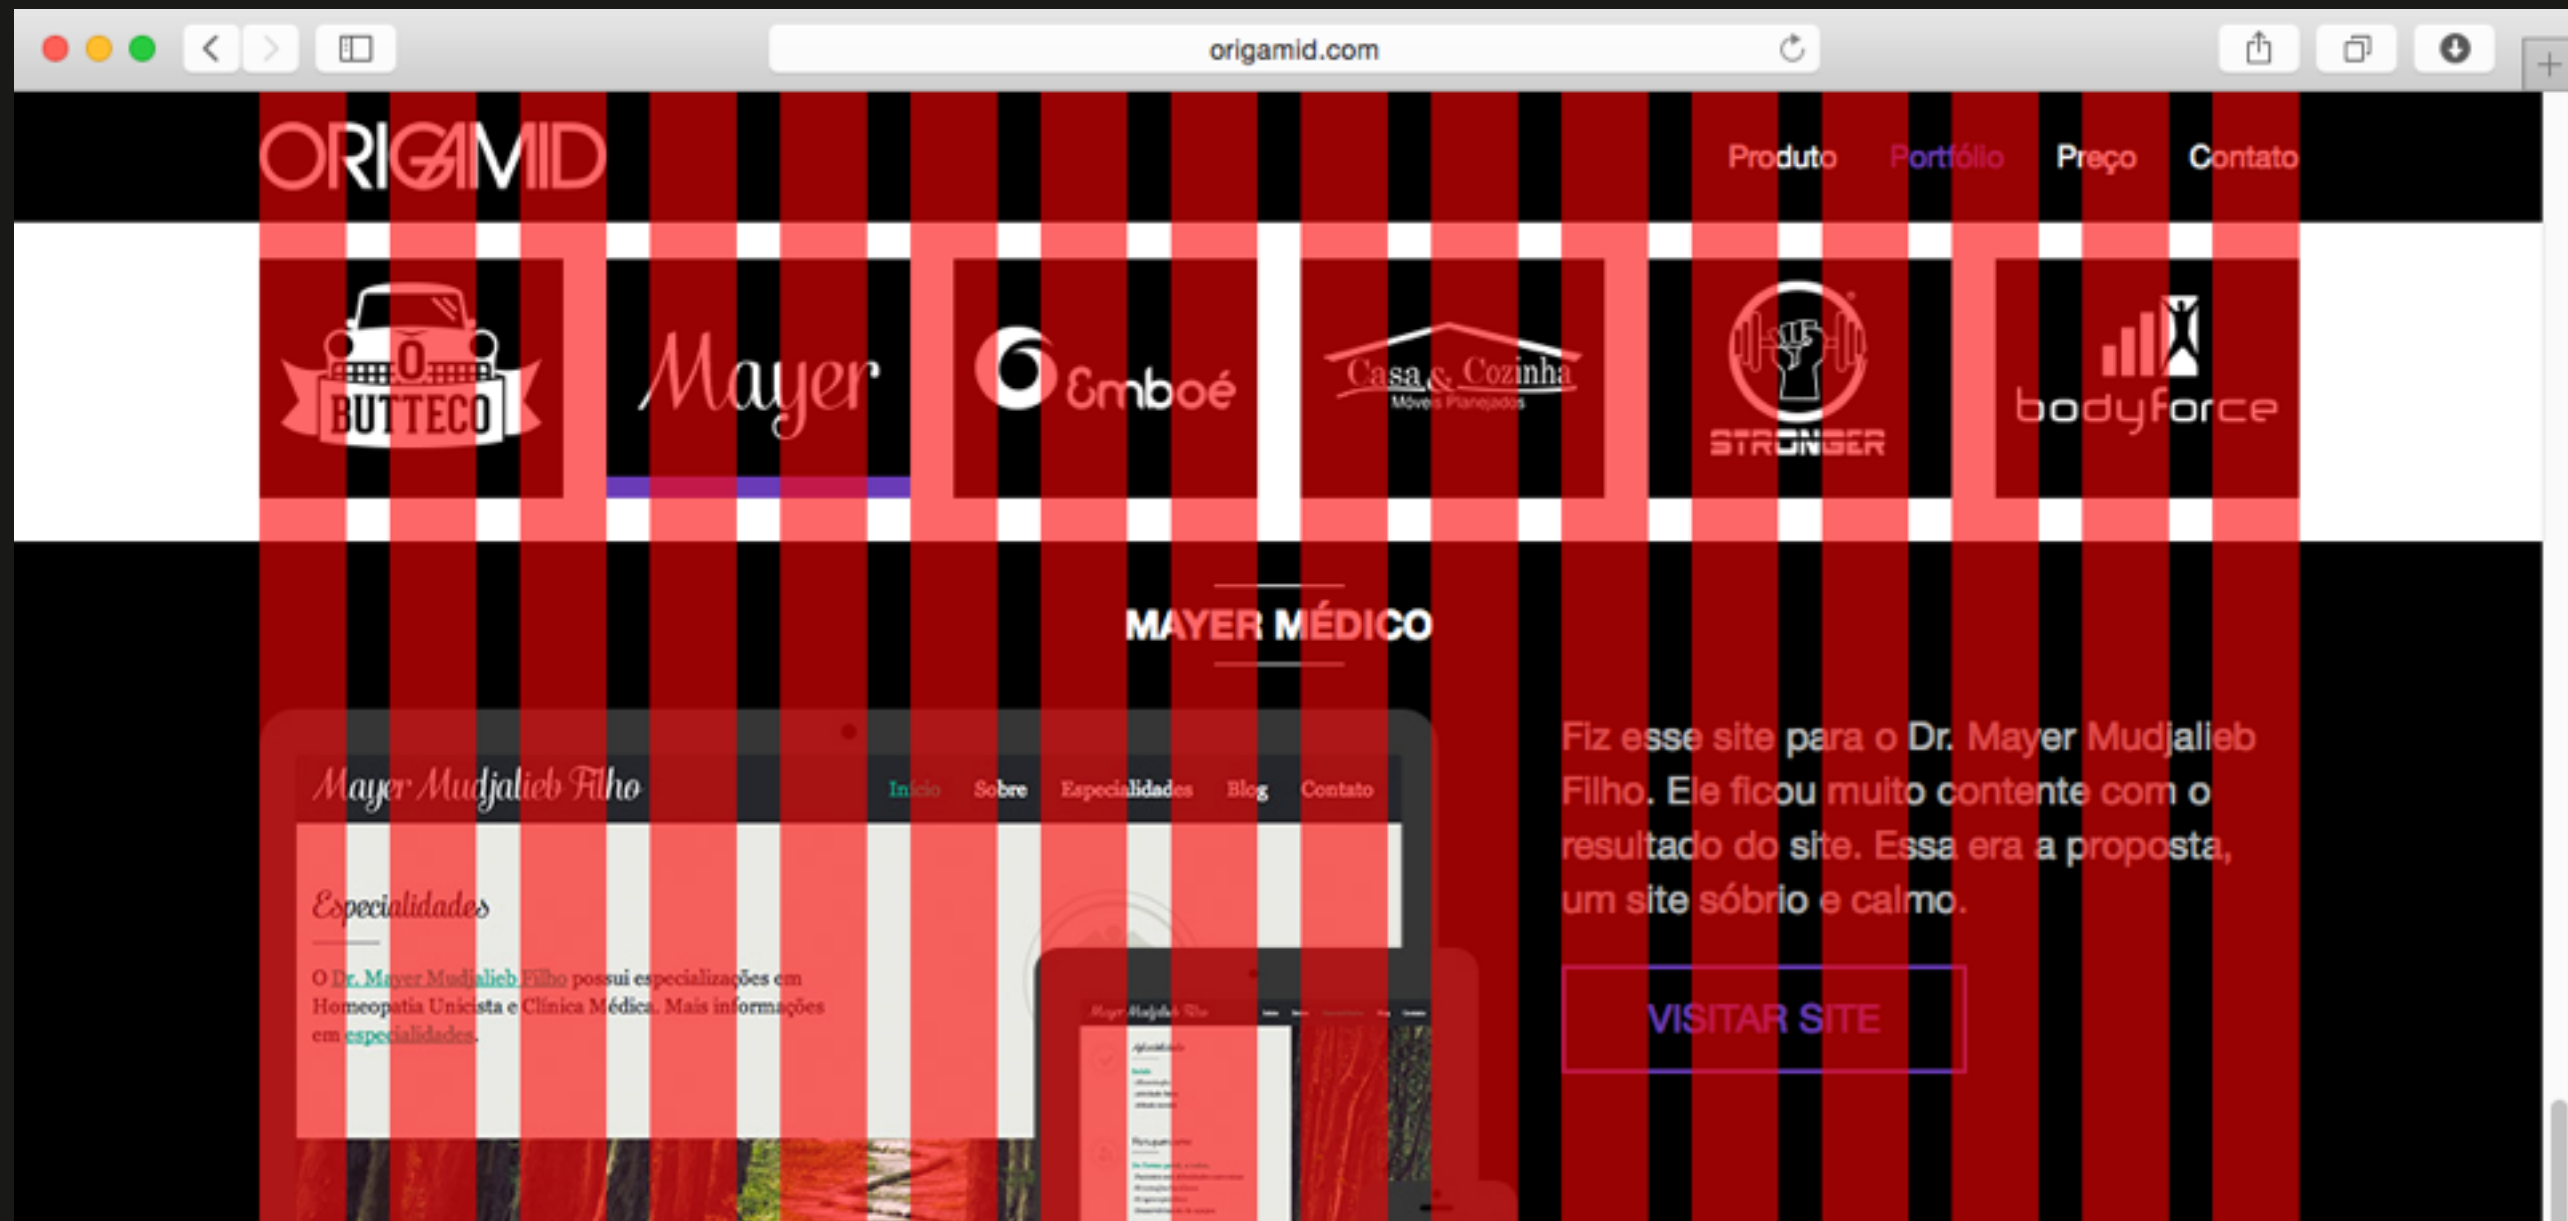 origamid.com
ORIGAMID
Produto Portfólio Preço Contato
Ô
BUTTECO
Mayer
Emboé
Casa & Cozinha
Móveis Planejados
STRONGER
bodyforce
MAYER MÉDICO
Mayer Mudjalieb Filho
Início Sobre Especialidades Blog Contato
Especialidades
O Dr. Mayer Mudjalieb Filho possui especializações em
Homeopatia Unicista e Clínica Médica. Mais informações
em especialidades.
Mayer Mudjalieb Filho
Fiz esse site para o Dr. Mayer Mudjalieb
Filho. Ele ficou muito contente com o
resultado do site. Essa era a proposta,
um site sóbrio e calmo.
VISITAR SITE